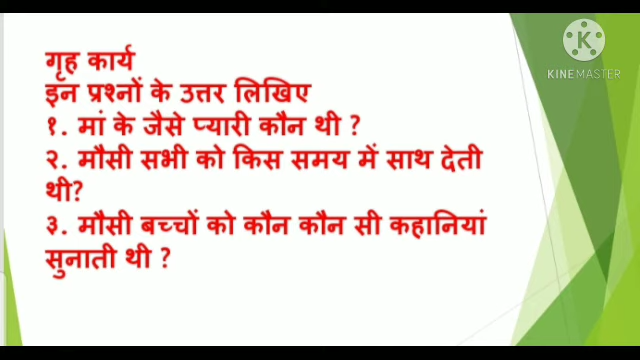 गृह कार्य
इन प्रश्नों के उत्तर लिखिए
१. मां के जैसे प्यारी कौन थी ?
२. मौसी सभी को किस समय में साथ देती
थी?
३. मौसी बच्चों को कौन कौन सी कहानियां
सुनाती थी ?
K
KINEMASTER